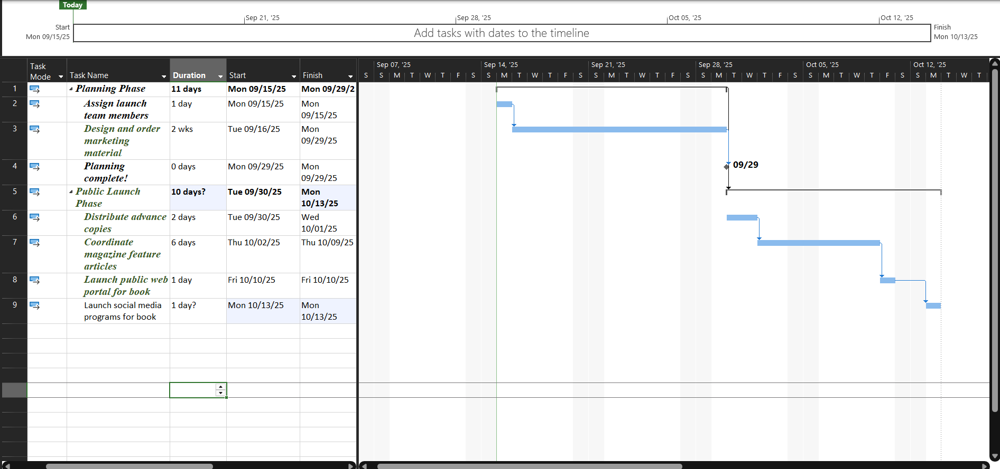 Today
Sep 21, '25 Sep 28, '25 Oct 05, '25 Oct 12, '25
Start
Mon 09/15/25
Add tasks with dates to the timeline
Finish
Mon 10/13/25
Task Mode Task Name Duration Start Finish
1 Planning Phase 11 days Mon 09/15/25 Mon 09/29/2
2 Assign launch 1 day Mon 09/15/25 Mon
team members 09/15/25
3 Design and order 2 wks Tue 09/16/25 Mon
marketing 09/29/25
material
4 Planning 0 days Mon 09/29/25 Mon
complete! 09/29/25
5 Public Launch 10 days? Tue 09/30/25 Mon
Phase 10/13/25
6 Distribute advance 2 days Tue 09/30/25 Wed
copies 10/01/25
7 Coordinate 6 days Thu 10/02/25 Thu 10/09/25
magazine feature
articles
8 Launch public web 1 day Fri 10/10/25 Fri 10/10/25
portal for book
9 Launch social media 1 day? Mon 10/13/25 Mon
programs for book 10/13/25
Sep 07, '25 Sep 14, '25 Sep 21, '25 Sep 28, '25 Oct 05, '25 Oct 12, '25
S S M T W T F S S M T W T F S S M T W T F S S M T W T F S S M T W T F S S M T W T
09/29